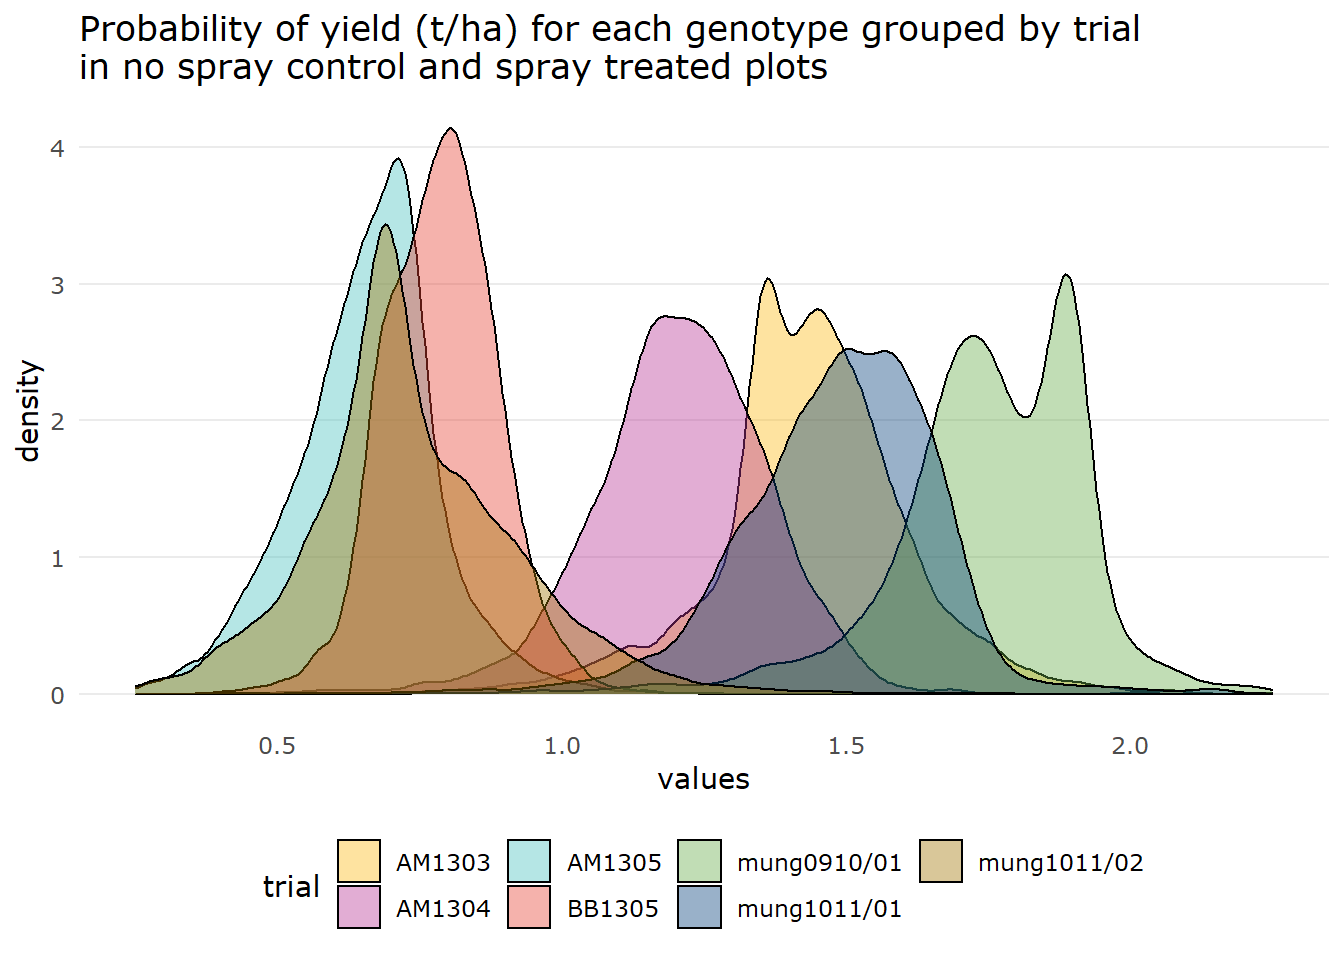 Probability of yield (t/ha) for each genotype grouped by trial
in no spray control and spray treated plots
4
3
2
1
0
density
0.5 1.0 1.5 2.0
values
trial
AM1303 AM1305 mung0910/01 mung1011/02
AM1304 BB1305 mung1011/01